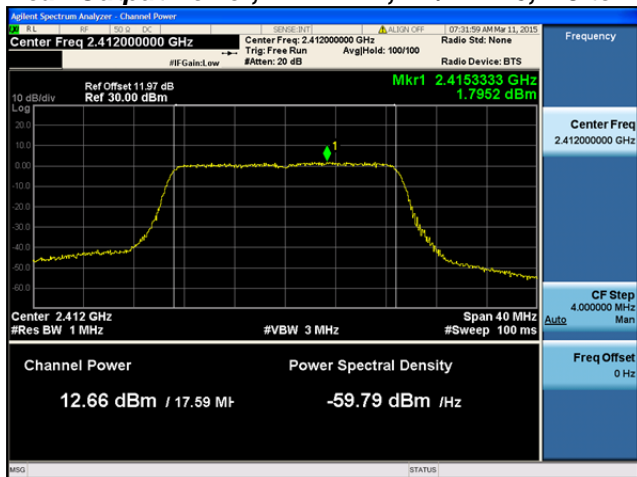 Agilent Spectrum Analyzer - Channel Power
RL RF 50 Ω DC SENSE:INT ALIGN OFF 07:31:59 AM Mar 11, 2015
Center Freq 2.412000000 GHz
Center Freq: 2.412000000 GHz
Radio Std: None
Trig: Free Run Avg|Hold: 100/100
#IFGain:Low #Atten: 20 dB Radio Device: BTS
Ref Offset 11.97 dB
Mkr1 2.4153333 GHz
10 dB/div Ref 30.00 dBm
1.7952 dBm
Log
20.0
10.0
1
0.00
-10.0
-20.0
-30.0
-40.0
-50.0
-60.0
Center 2.412 GHz Span 40 MHz
#Res BW 1 MHz #VBW 3 MHz #Sweep 100 ms
Channel Power Power Spectral Density
12.66 dBm / 17.59 MH -59.79 dBm /Hz
MSG STATUS
Frequency
Center Freq
2.412000000 GHz
CF Step
4.000000 MHz
Auto Man
Freq Offset
0 Hz